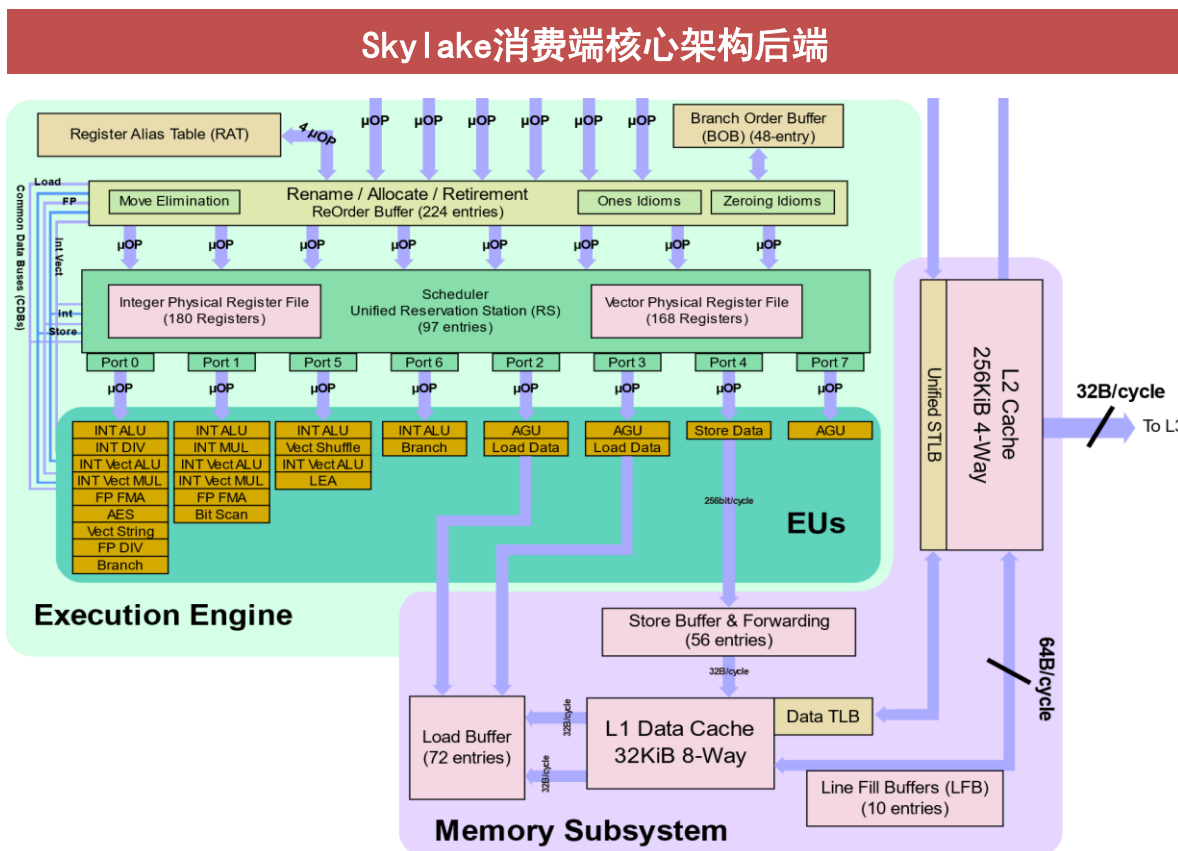 Skylake消费端核心架构后端
µOP
µOP
µOP
µOP
µOP
µOP
Register Alias Table (RAT)
4 µOP
Branch Order Buffer
(BOB) (48-entry)
Common Data Buses (CDBs)
Load
FP
Int Vect
Int
Store
Rename / Allocate / Retirement
ReOrder Buffer (224 entries)
Move Elimination
Ones Idioms
Zeroing Idioms
µOP
µOP
µOP
µOP
µOP
µOP
µOP
µOP
Integer Physical Register File
(180 Registers)
Scheduler
Unified Reservation Station (RS)
(97 entries)
Vector Physical Register File
(168 Registers)
Port 0
Port 1
Port 5
Port 6
Port 2
Port 3
Port 4
Port 7
µOP
µOP
µOP
µOP
µOP
µOP
µOP
µOP
INT ALU
INT DIV
INT Vect ALU
INT Vect MUL
FP FMA
AES
Vect String
FP DIV
Branch
INT ALU
INT MUL
INT Vect ALU
INT Vect MUL
FP FMA
Bit Scan
INT ALU
Vect Shuffle
INT Vect ALU
LEA
INT ALU
Branch
AGU
Load Data
AGU
Load Data
Store Data
AGU
256bit/cycle
EUs
Execution Engine
Unified STLB
L2 Cache
256KiB 4-Way
32B/cycle
To L3
Store Buffer & Forwarding
(56 entries)
32B/cycle
64B/cycle
Load Buffer
(72 entries)
32B/cycle
32B/cycle
L1 Data Cache
32KiB 8-Way
Data TLB
Line Fill Buffers (LFB)
(10 entries)
Memory Subsystem